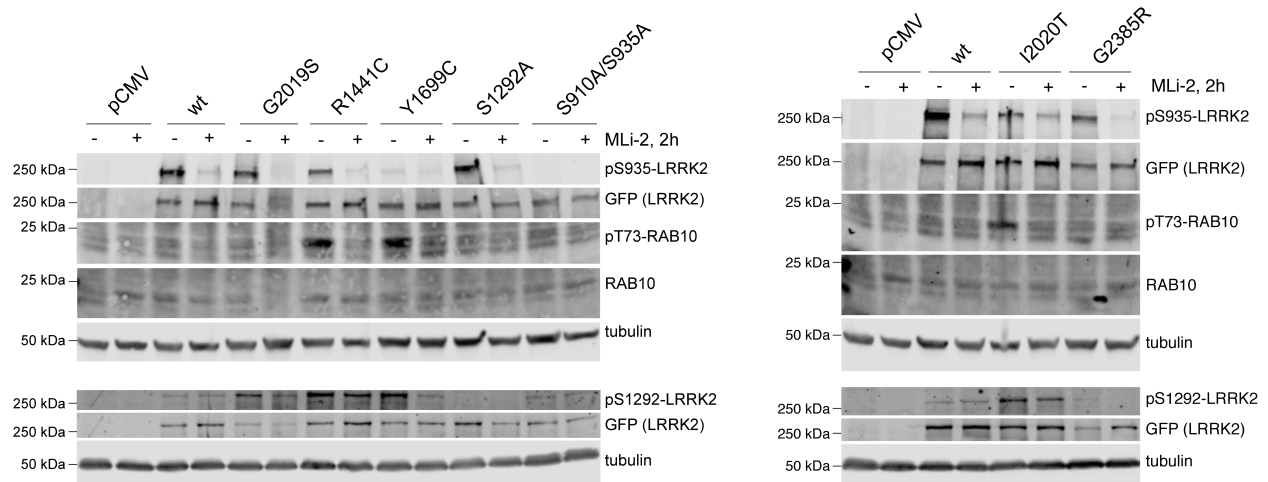 pCMV wt G2019S R1441C Y1699C S1292A S910A/S935A
- + - + - + - + - + - + - + MLi-2, 2h
250 kDa pS935-LRRK2
250 kDa GFP (LRRK2)
25 kDa pT73-RAB10
25 kDa RAB10
50 kDa tubulin
250 kDa pS1292-LRRK2
250 kDa GFP (LRRK2)
50 kDa tubulin
pCMV wt I2020T G2385R
- + - + - + - + MLi-2, 2h
250 kDa pS935-LRRK2
250 kDa GFP (LRRK2)
25 kDa pT73-RAB10
25 kDa RAB10
50 kDa tubulin
250 kDa pS1292-LRRK2
250 kDa GFP (LRRK2)
50 kDa tubulin